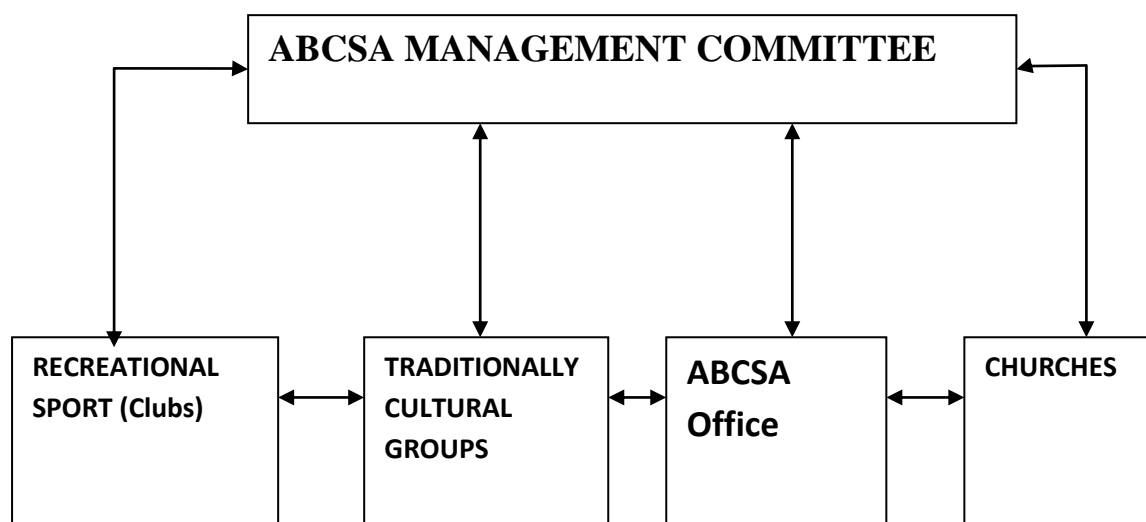 ABCSA MANAGEMENT COMMITTEE
RECREATIONAL
SPORT (Clubs)
TRADITIONALLY
CULTURAL
GROUPS
ABCSA
Office
CHURCHES